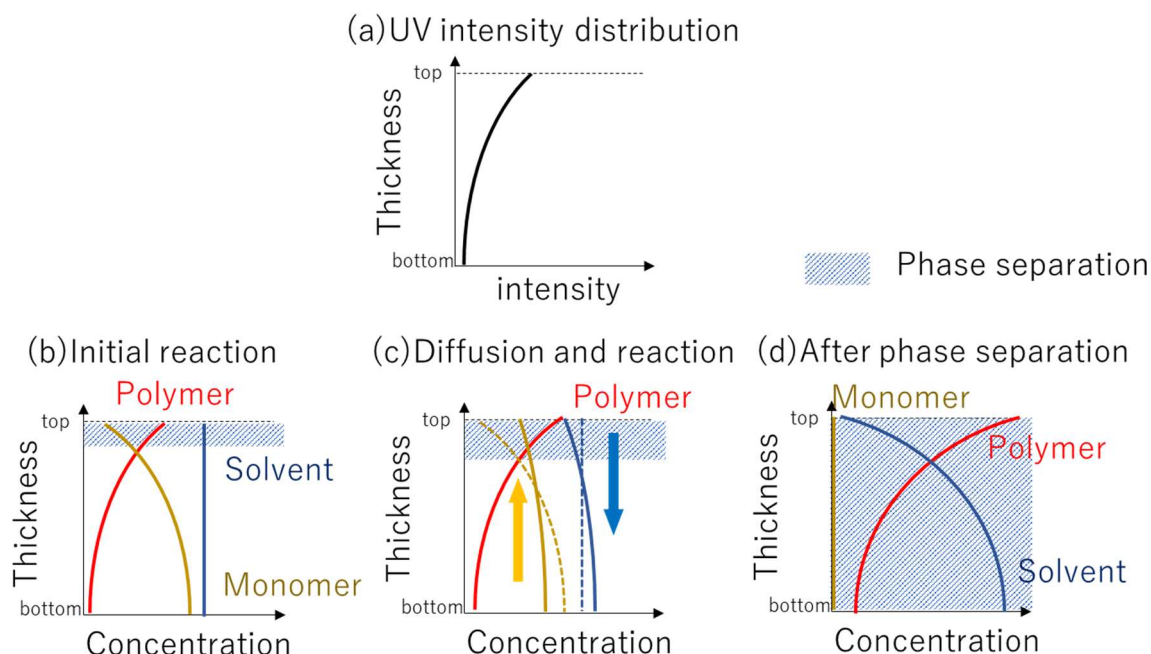 (a)UV intensity distribution
top
Thickness
bottom
intensity
Phase separation
(b)Initial reaction
Polymer
top
Solvent
Thickness
Monomer
bottom
Concentration
(c)Diffusion and reaction
Polymer
top
Thickness
bottom
Concentration
(d)After phase separation
Monomer
top
Polymer
Thickness
Solvent
bottom
Concentration